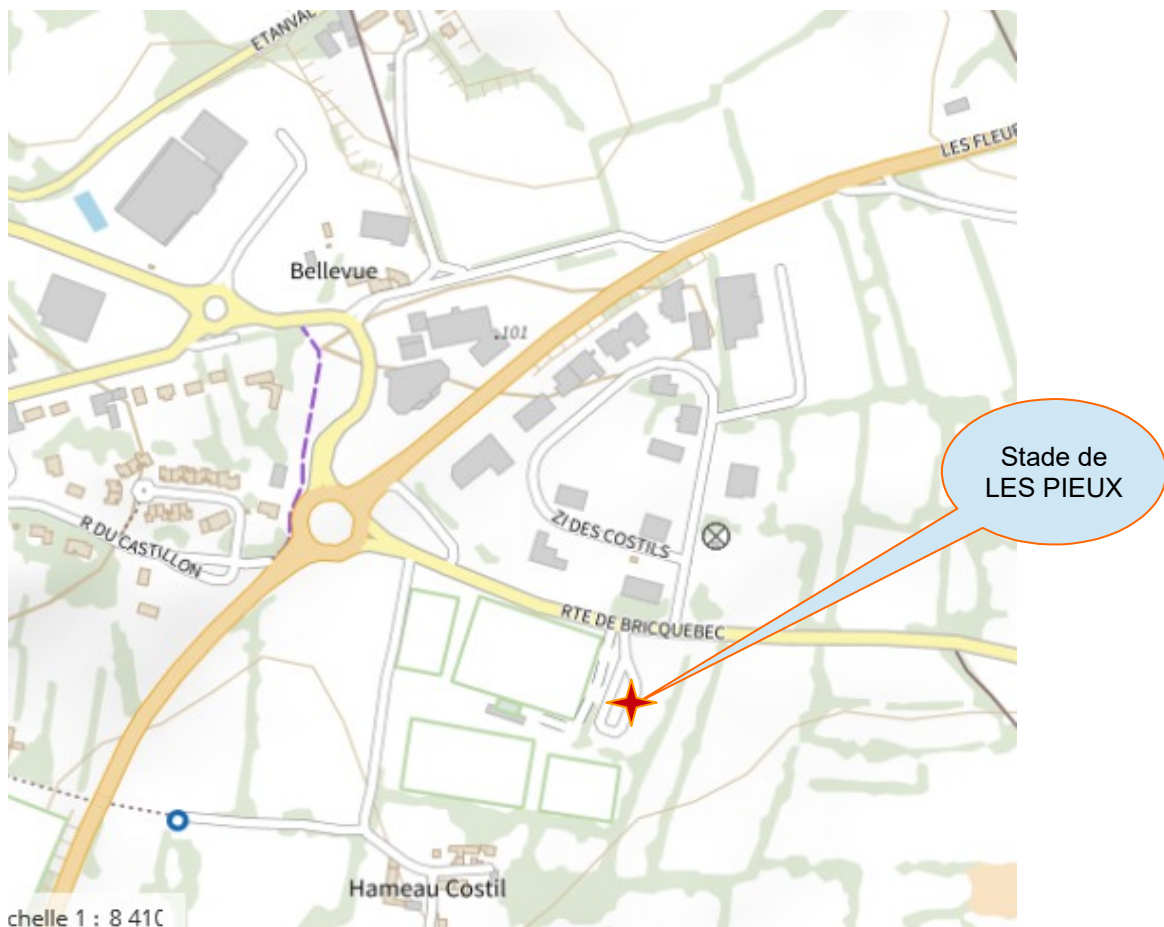 ETANVAL
LES FLEUR
Bellevue
.101
Stade de
LES PIEUX
ZI DES COSTILS
R DU CASTILLON
RTE DE BRICQUEBEC
Hameau Costil
chelle 1 : 8 410